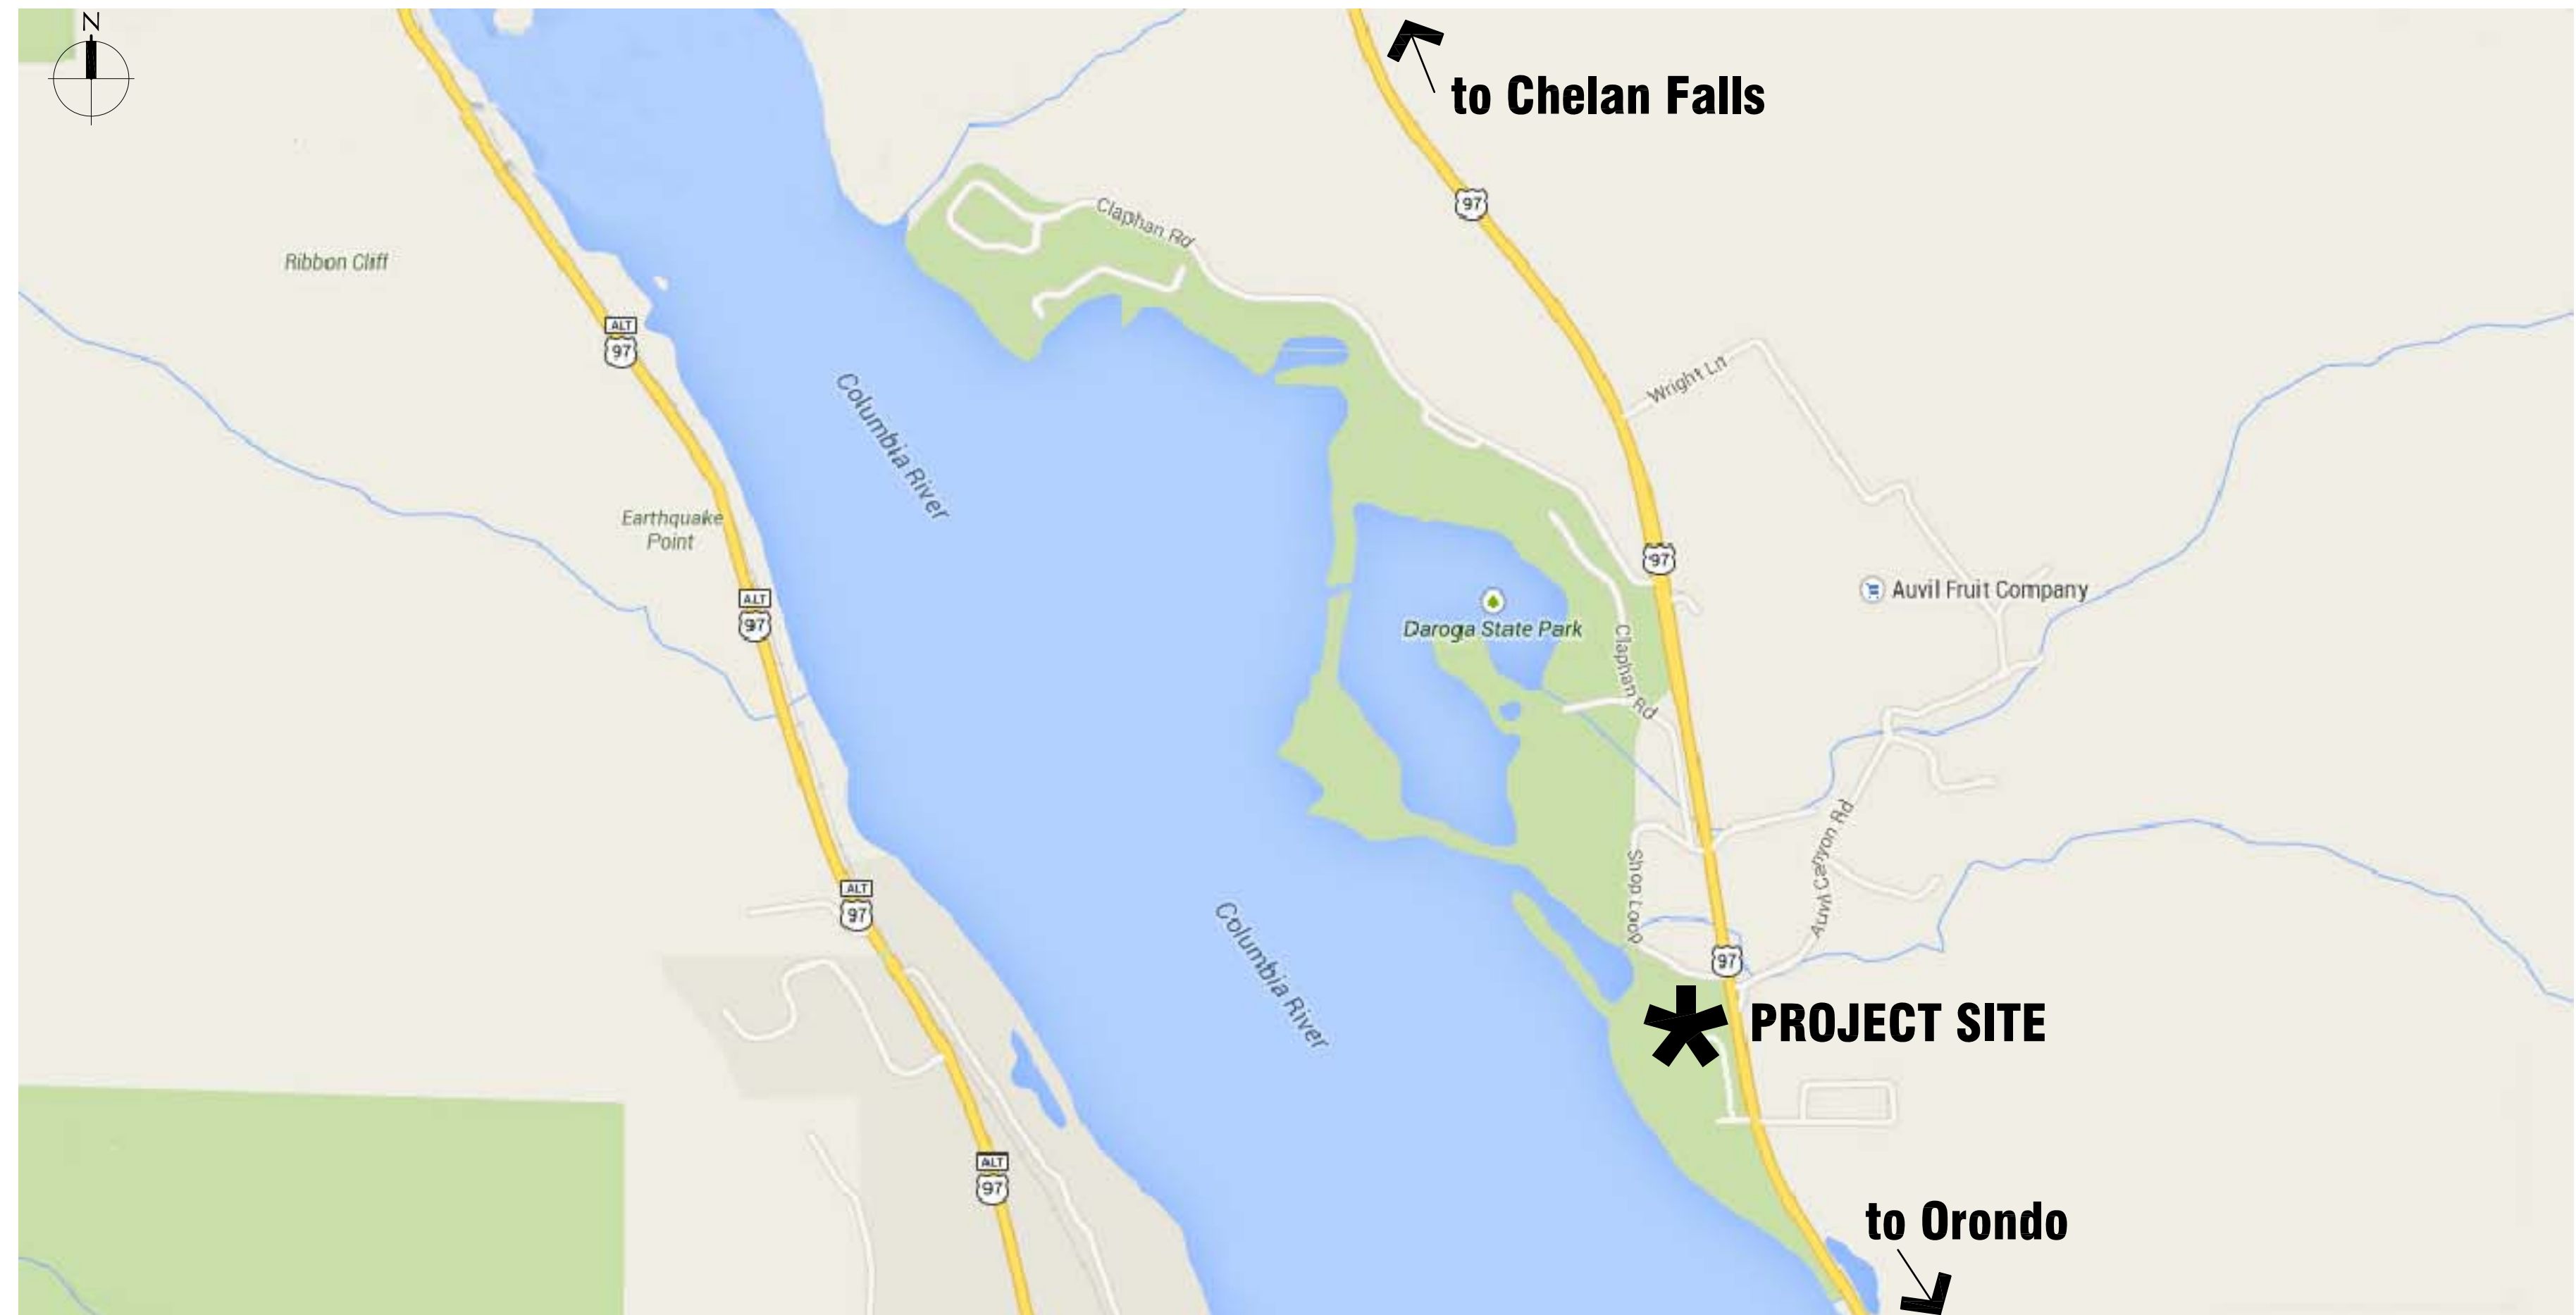 N
to Chelan Falls
97
Claphan Rd
Ribbon Cliff
ALT
97
Wright Ln
Columbia River
Earthquake
Point
97
ALT
97
Auvil Fruit Company
Daroga State Park
Claphan Rd
Auvil Canyon Rd
Shop Loop
ALT
97
Columbia River
97
PROJECT SITE
ALT
97
to Orondo